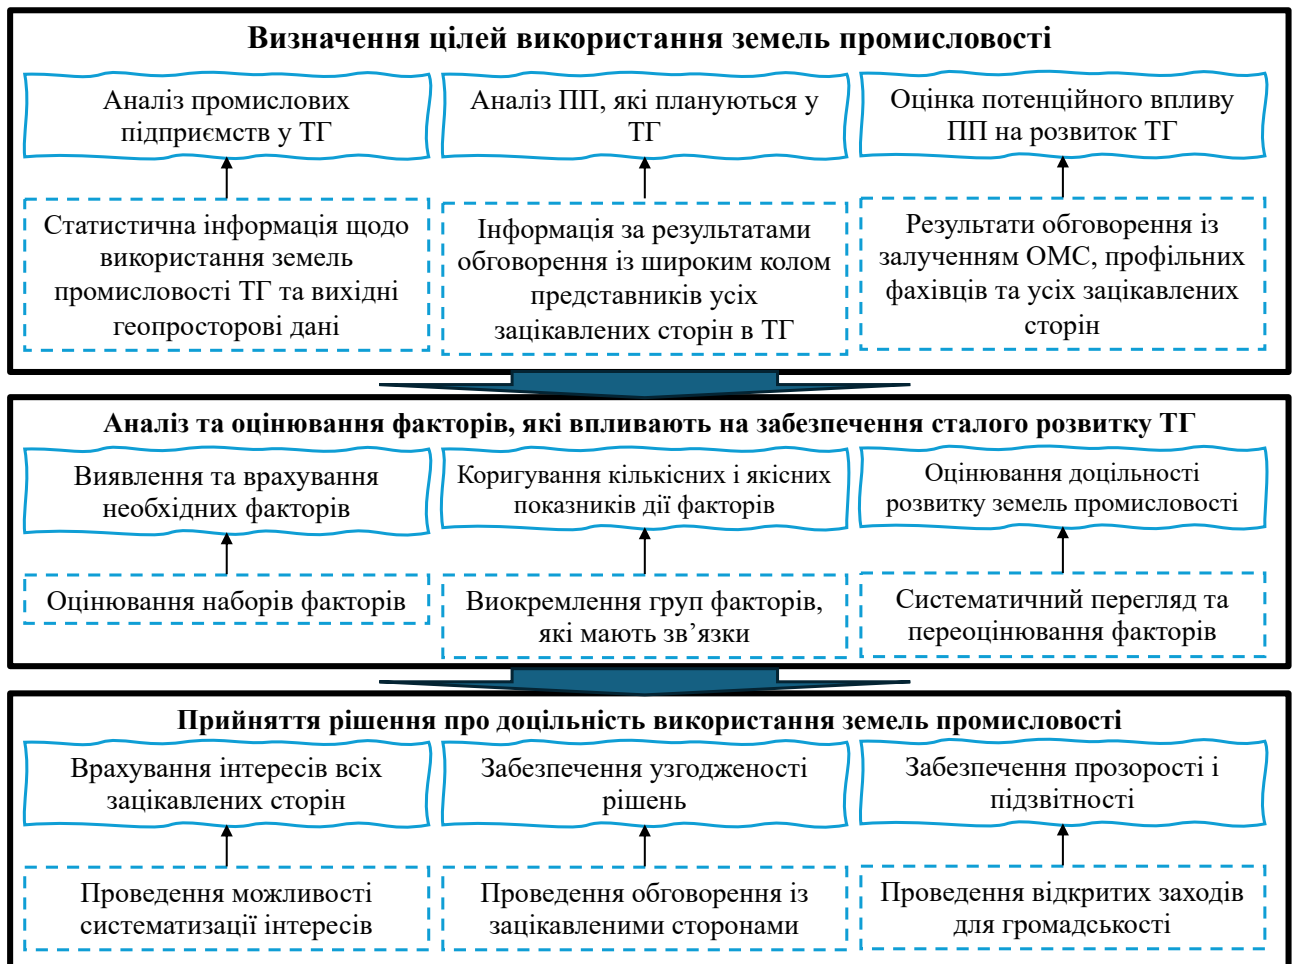 Визначення цілей використання земель промисловості
Аналіз промислових
підприємств у ТГ
Аналіз ПП, які плануються у
ТГ
Оцінка потенційного впливу
ПП на розвиток ТГ
Статистична інформація щодо
використання земель
промисловості ТГ та вихідні
геопросторові дані
Інформація за результатами
обговорення із широким колом
представників усіх
зацікавлених сторін в ТГ
Результати обговорення із
залученням ОМС, профільних
фахівців та усіх зацікавлених
сторін
Аналіз та оцінювання факторів, які впливають на забезпечення сталого розвитку ТГ
Виявлення та врахування
необхідних факторів
Коригування кількісних і якісних
показників дії факторів
Оцінювання доцільності
розвитку земель промисловості
Оцінювання наборів факторів
Виокремлення груп факторів,
які мають зв’язки
Систематичний перегляд та
переоцінювання факторів
Прийняття рішення про доцільність використання земель промисловості
Врахування інтересів всіх
зацікавлених сторін
Забезпечення узгодженості
рішень
Забезпечення прозорості і
підзвітності
Проведення можливості
систематизації інтересів
Проведення обговорення із
зацікавленими сторонами
Проведення відкритих заходів
для громадськості